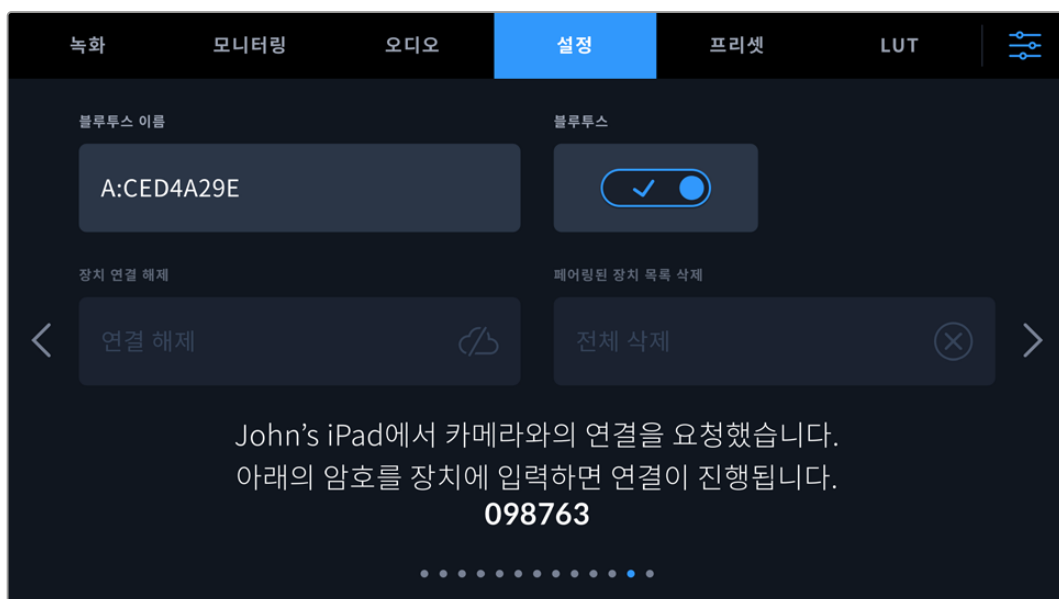 녹화 모니터링 오디오 설정 프리셋 LUT
블루투스 이름 블루투스
A:CED4A29E
장치 연결 해제 페어링된 장치 목록 삭제
연결 해제 전체 삭제
John’s iPad에서 카메라와의 연결을 요청했습니다.
아래의 암호를 장치에 입력하면 연결이 진행됩니다.
098763